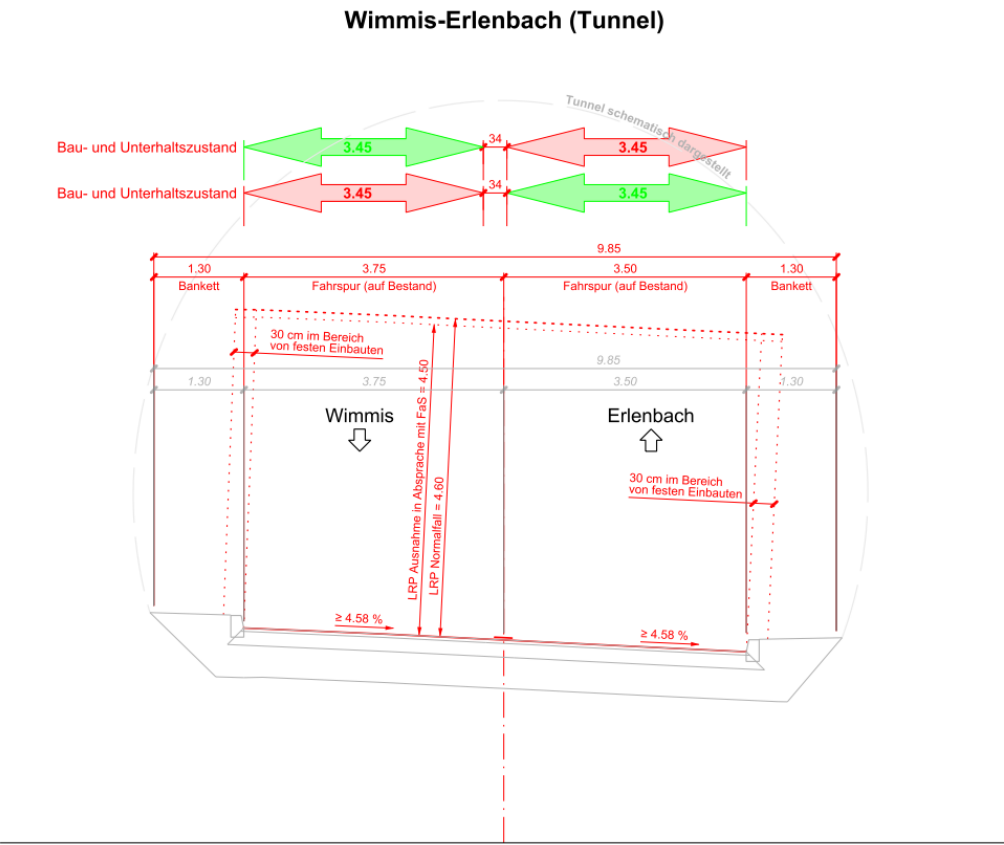 Wimmis-Erlenbach (Tunnel)
Tunnel schematisch dargestellt
Bau- und Unterhaltszustand 3.45 34 3.45
Bau- und Unterhaltszustand 3.45 34 3.45
9.85
1.30 3.75 3.50 1.30
Bankett Fahrspur (auf Bestand) Fahrspur (auf Bestand) Bankett
30 cm im Bereich
von festen Einbauten
9.85
1.30 3.75 3.50 1.30
Wimmis Erlenbach
LRP Ausnahme in Absprache mit FaS = 4.50
LRP Normalfall = 4.60
30 cm im Bereich
von festen Einbauten
≥ 4.58 %
≥ 4.58 %